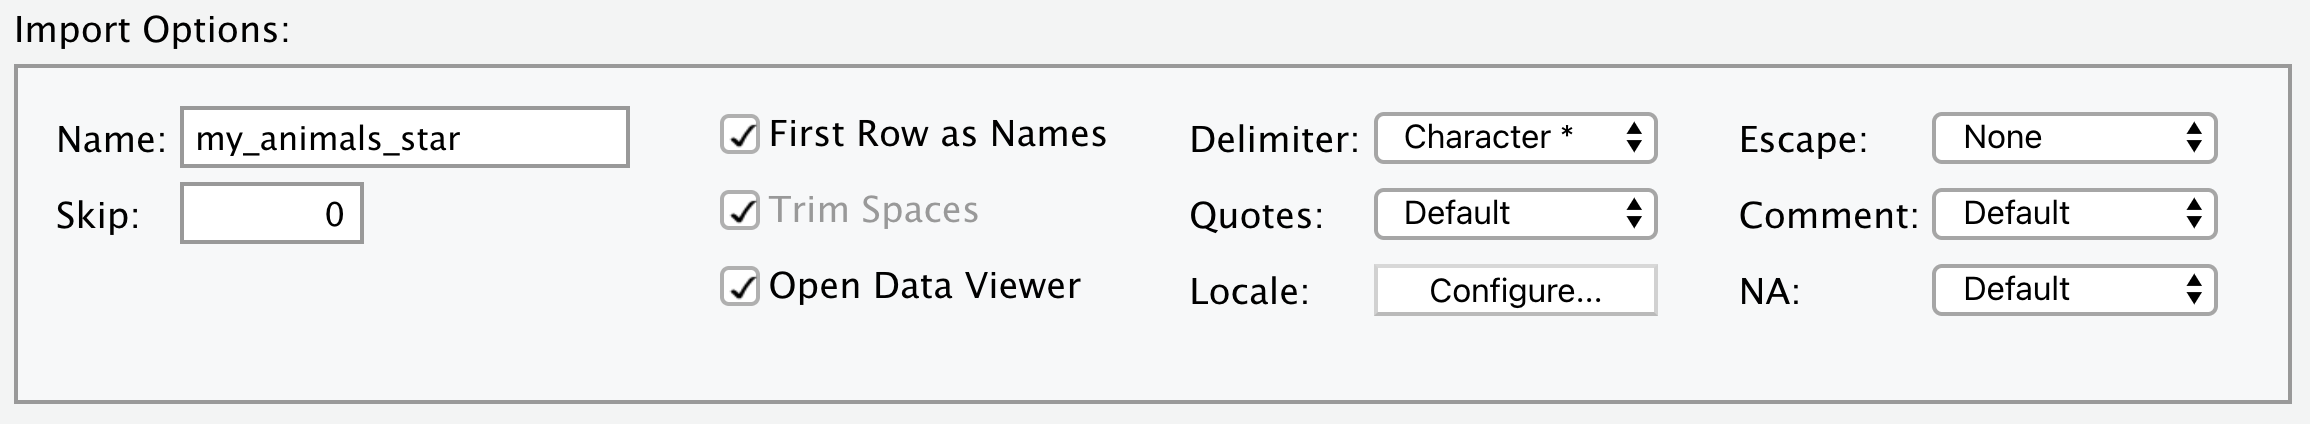 Import Options:
Name: my_animals_star
Skip: 0
First Row as Names
Trim Spaces
Open Data Viewer
Delimiter: Character *
Quotes: Default
Locale: Configure...
Escape: None
Comment: Default
NA: Default